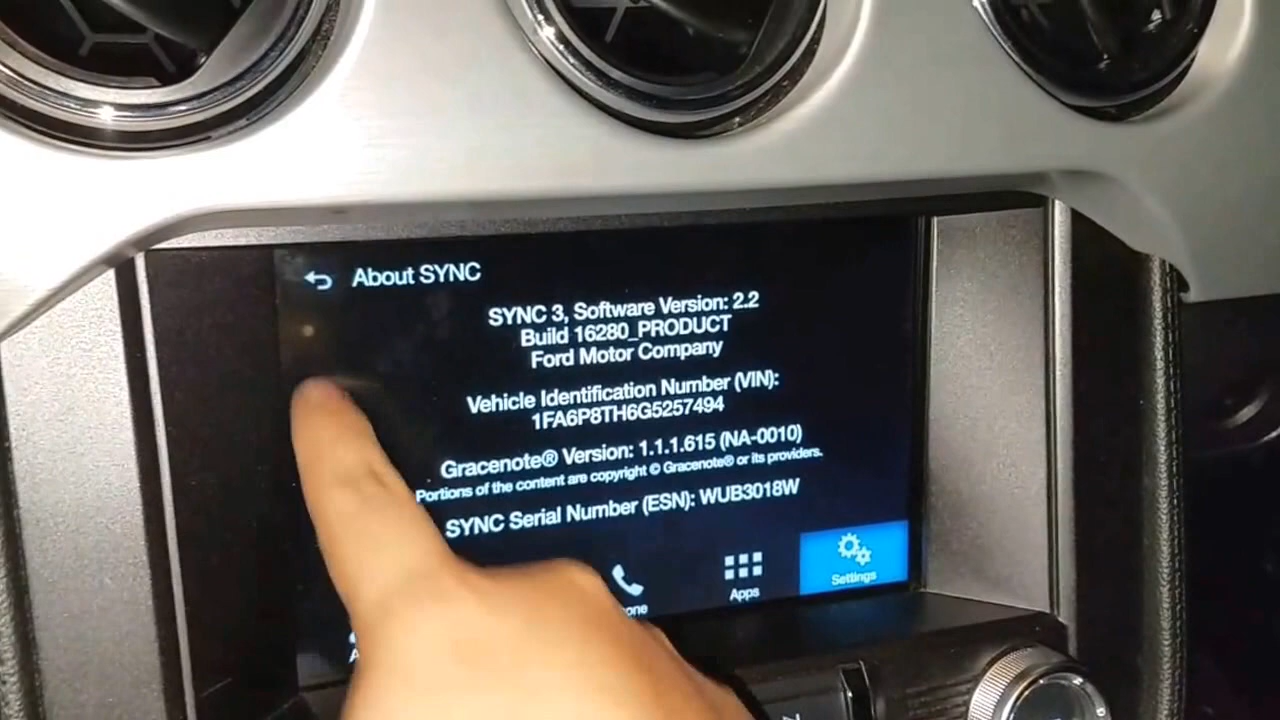 About SYNC
SYNC 3, Software Version: 2.2
Build 16280_PRODUCT
Ford Motor Company
Vehicle Identification Number (VIN):
1FA6P8TH6G5257494
Gracenote® Version: 1.1.1.615 (NA-0010)
Portions of the content are copyright © Gracenote® or its providers.
SYNC Serial Number (ESN): WUB3018W
Apps
Settings